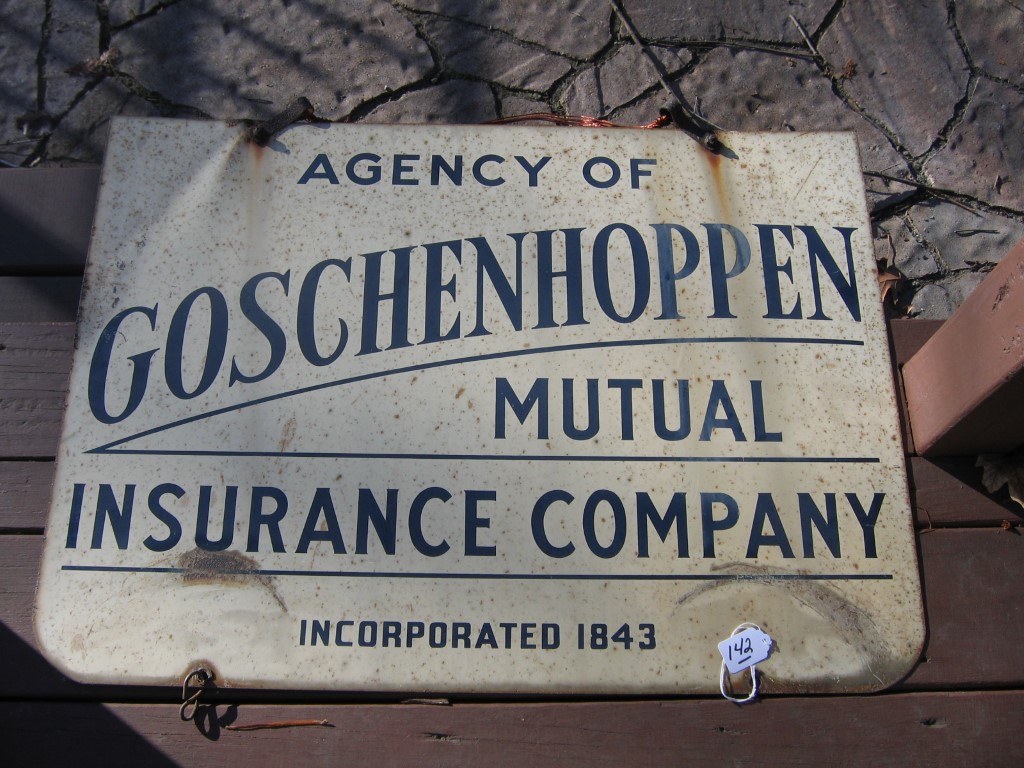 AGENCY OF
GOSCHENHOPPEN
MUTUAL
INSURANCE COMPANY
INCORPORATED 1843
142